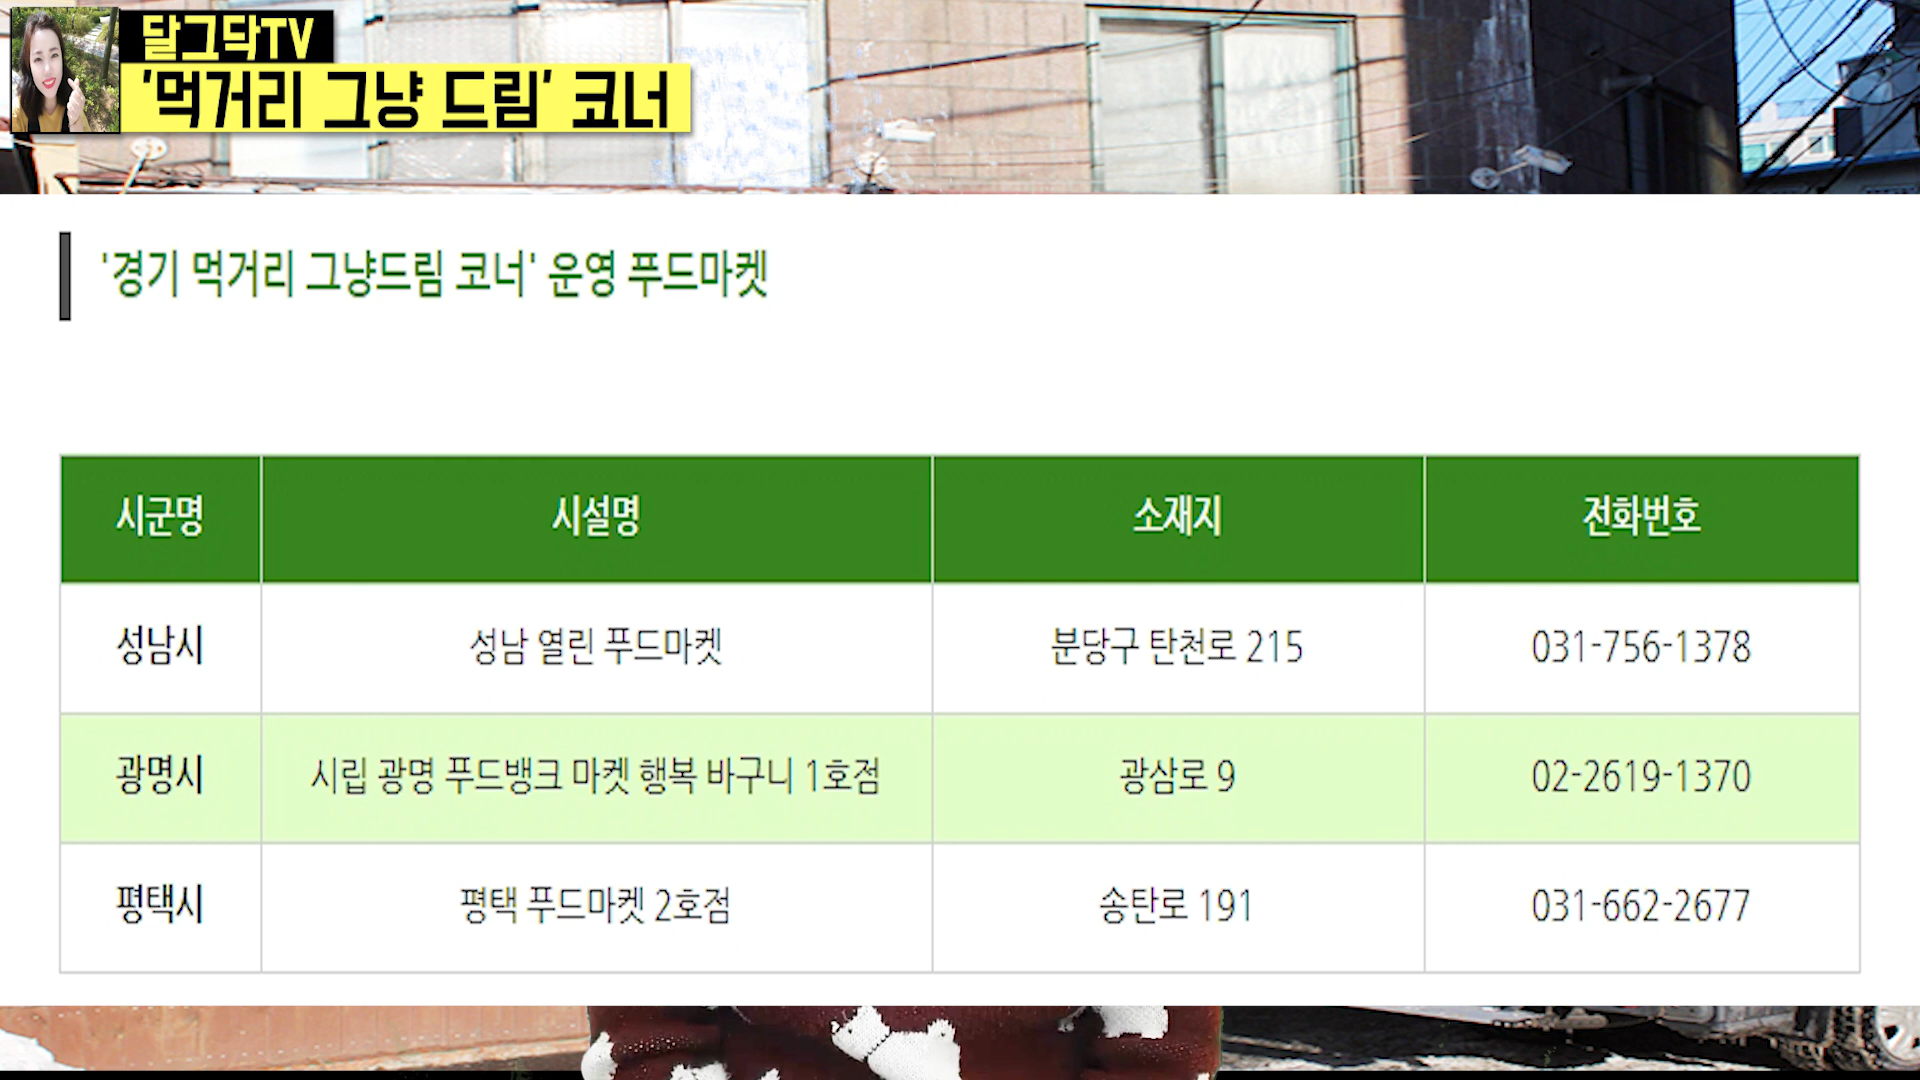 달그닥TV
'먹거리 그냥 드림' 코너
'경기 먹거리 그냥드림 코너' 운영 푸드마켓
시군명 시설명 소재지 전화번호
성남시 성남 열린 푸드마켓 분당구 탄천로 215 031-756-1378
광명시 시립 광명 푸드뱅크 마켓 행복 바구니 1호점 광삼로 9 02-2619-1370
평택시 평택 푸드마켓 2호점 송탄로 191 031-662-2677